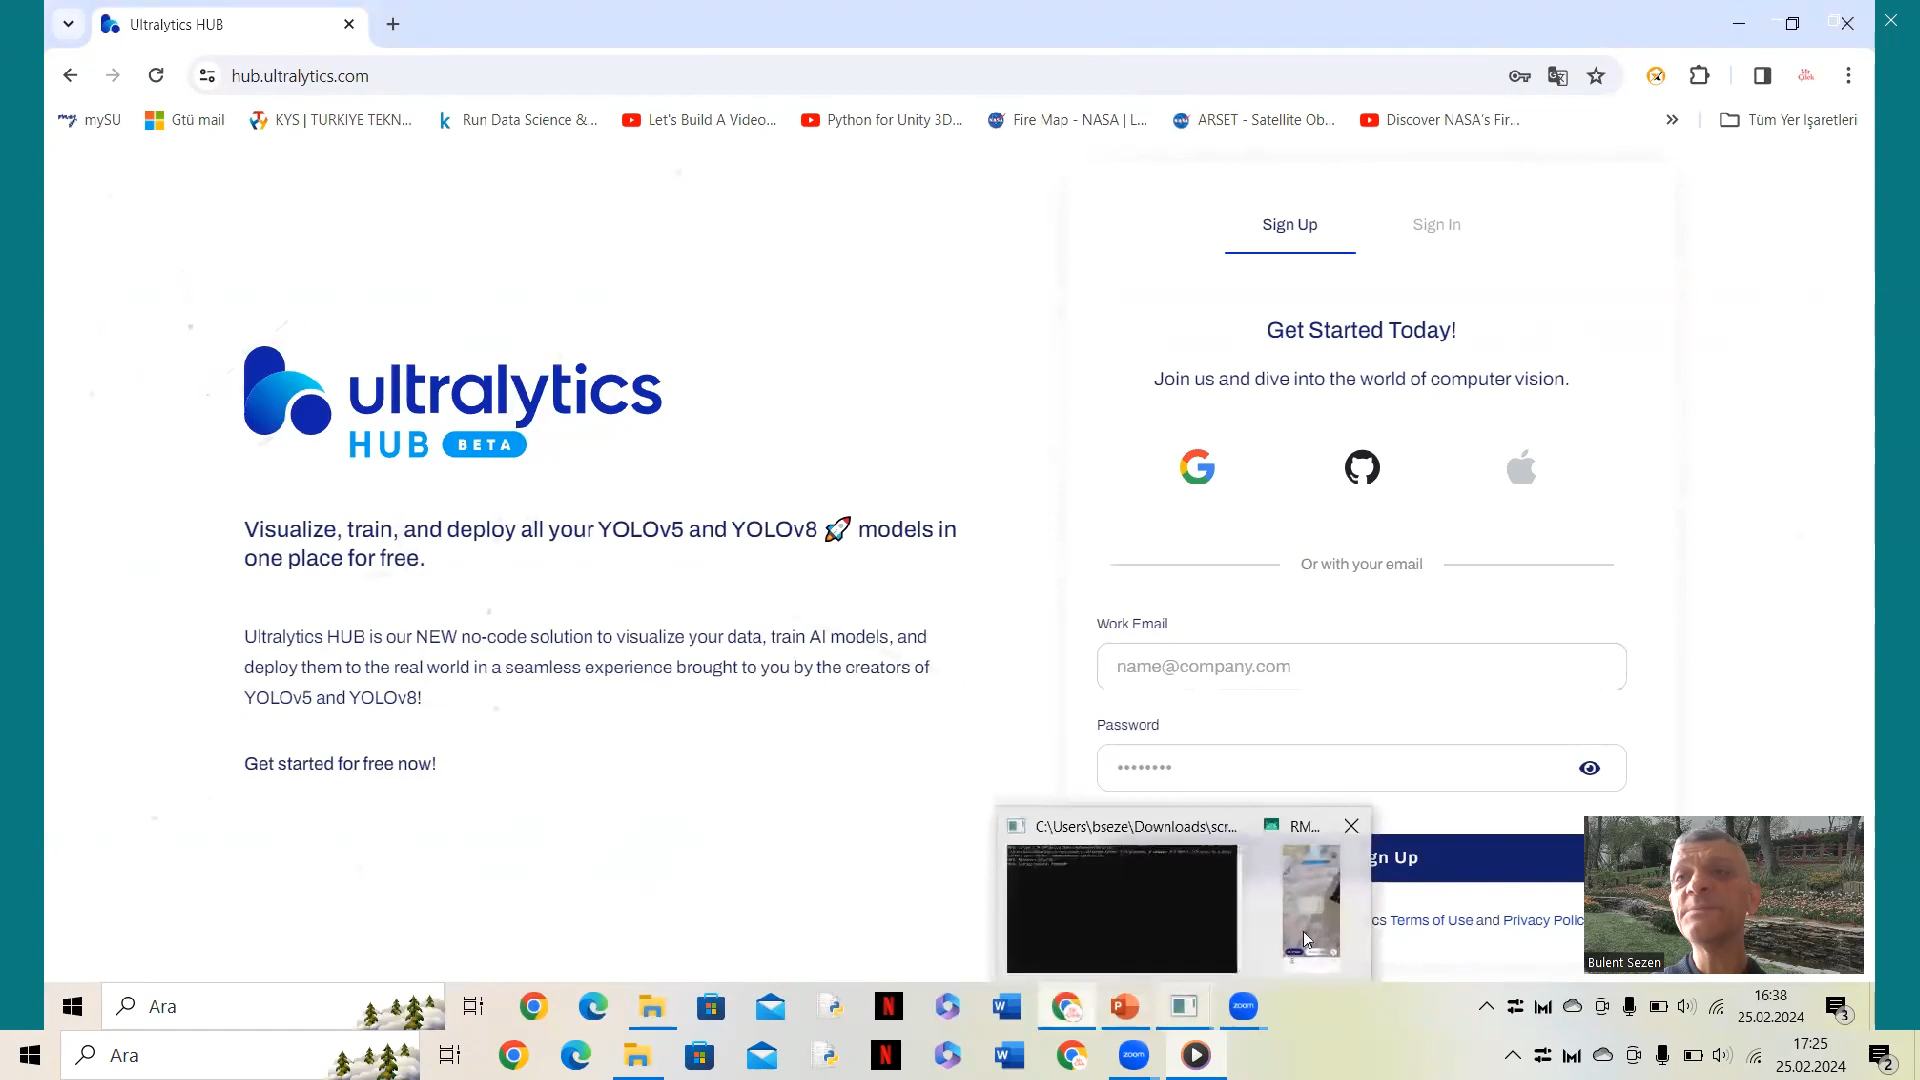 Ultralytics HUB
hub.ultralytics.com
mySU
Gtü mail
KYS | TÜRKİYE TEKN...
Run Data Science &...
Let's Build A Video...
Python for Unity 3D...
Fire Map - NASA | L...
ARSET - Satellite Ob...
Discover NASA's Fir...
Tüm Yer İşaretleri
ultralytics
HUB BETA
Visualize, train, and deploy all your YOLOv5 and YOLOv8 🚀 models in
one place for free.
Ultralytics HUB is our NEW no-code solution to visualize your data, train AI models, and
deploy them to the real world in a seamless experience brought to you by the creators of
YOLOv5 and YOLOv8!
Get started for free now!
Sign Up
Sign In
Get Started Today!
Join us and dive into the world of computer vision.
Or with your email
Work Email
name@company.com
Password
••••••••
gn Up
cs Terms of Use and Privacy Polic
C:\Users\bseze\Downloads\scr...
RM...
Bulent Sezen
Ara
zoom
16:38
25.02.2024
3
Ara
zoom
17:25
25.02.2024
2